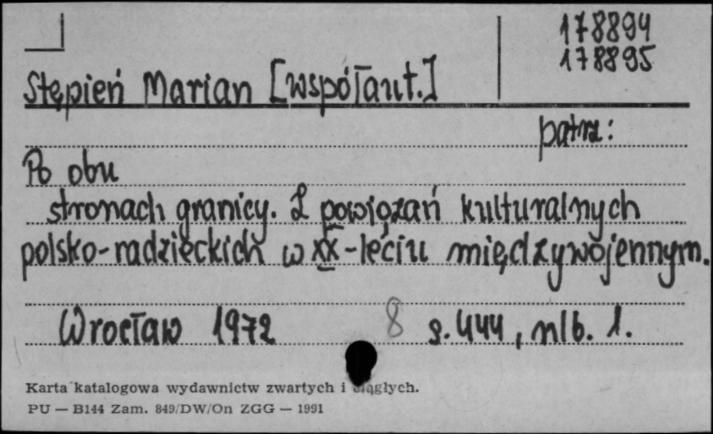 178894
178895
Stępień Marian [współaut.]
patrz:
Po obu
stronach granicy. Z powiązań kulturalnych
polsko-radzieckich w XX-leciu międzywojennym.
Wrocław 1972 8 s. 444, nlb. 1.
Karta katalogowa wydawnictw zwartych i ciągłych.
PU — B144 Zam. 849/DW/On ZGG — 1991